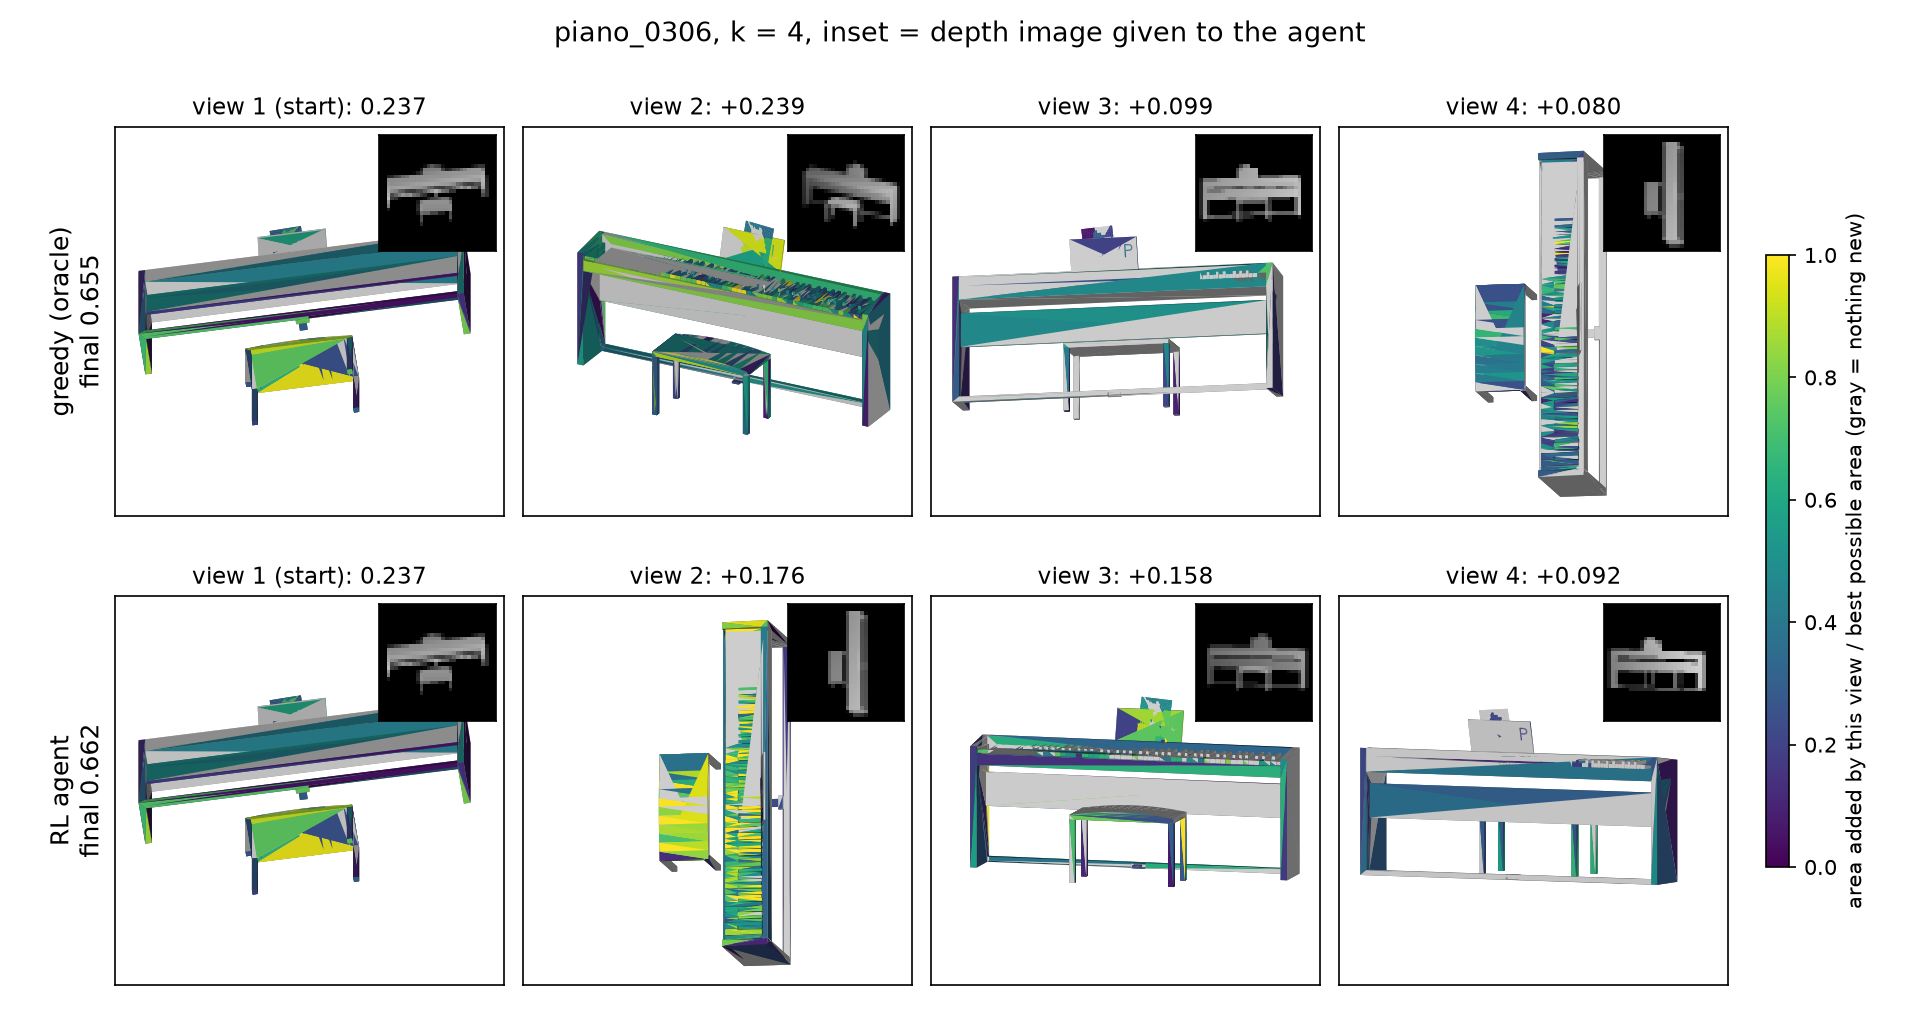 piano_0306, k = 4, inset = depth image given to the agent
view 1 (start): 0.237
view 2: +0.239
view 3: +0.099
view 4: +0.080
greedy (oracle)
final 0.655
P
view 1 (start): 0.237
view 2: +0.176
view 3: +0.158
view 4: +0.092
RL agent
final 0.662
P
1.0
0.8
0.6
0.4
0.2
0.0
area added by this view / best possible area (gray = nothing new)